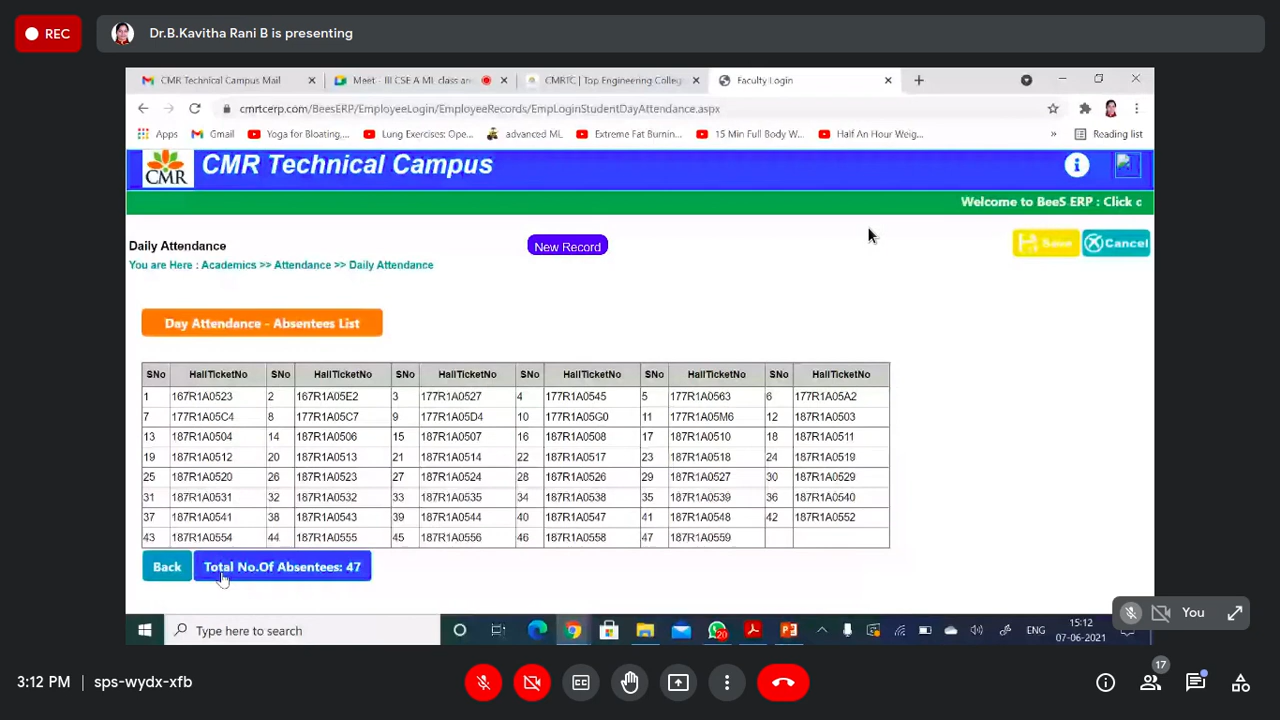 REC
Dr.B.Kavitha Rani B is presenting
CMR Technical Campus Mail
Meet - III CSE A ML class an
CMRTC | Top Engineering Colleg
Faculty Login
cmrtcerp.com/BeesERP/EmployeeLogin/EmployeeRecords/EmpLoginStudentDayAttendance.aspx
Apps Gmail Yoga for Bloating,... Lung Exercises: Ope... advanced ML Extreme Fat Burnin... 15 Min Full Body W... Half An Hour Weig... » Reading list
CMR
CMR Technical Campus
Welcome to BeeS ERP : Click c
Daily Attendance
New Record
Save
Cancel
You are Here : Academics >> Attendance >> Daily Attendance
Day Attendance - Absentees List
SNo HallTicketNo SNo HallTicketNo SNo HallTicketNo SNo HallTicketNo SNo HallTicketNo SNo HallTicketNo
1 167R1A0523 2 167R1A05E2 3 177R1A0527 4 177R1A0545 5 177R1A0563 6 177R1A05A2
7 177R1A05C4 8 177R1A05C7 9 177R1A05D4 10 177R1A05G0 11 177R1A05M6 12 187R1A0503
13 187R1A0504 14 187R1A0506 15 187R1A0507 16 187R1A0508 17 187R1A0510 18 187R1A0511
19 187R1A0512 20 187R1A0513 21 187R1A0514 22 187R1A0517 23 187R1A0518 24 187R1A0519
25 187R1A0520 26 187R1A0523 27 187R1A0524 28 187R1A0526 29 187R1A0527 30 187R1A0529
31 187R1A0531 32 187R1A0532 33 187R1A0535 34 187R1A0538 35 187R1A0539 36 187R1A0540
37 187R1A0541 38 187R1A0543 39 187R1A0544 40 187R1A0547 41 187R1A0548 42 187R1A0552
43 187R1A0554 44 187R1A0555 45 187R1A0556 46 187R1A0558 47 187R1A0559
Back
Total No.Of Absentees: 47
You
Type here to search
20
ENG
15:12
07-06-2021
3:12 PM sps-wydx-xfb
17